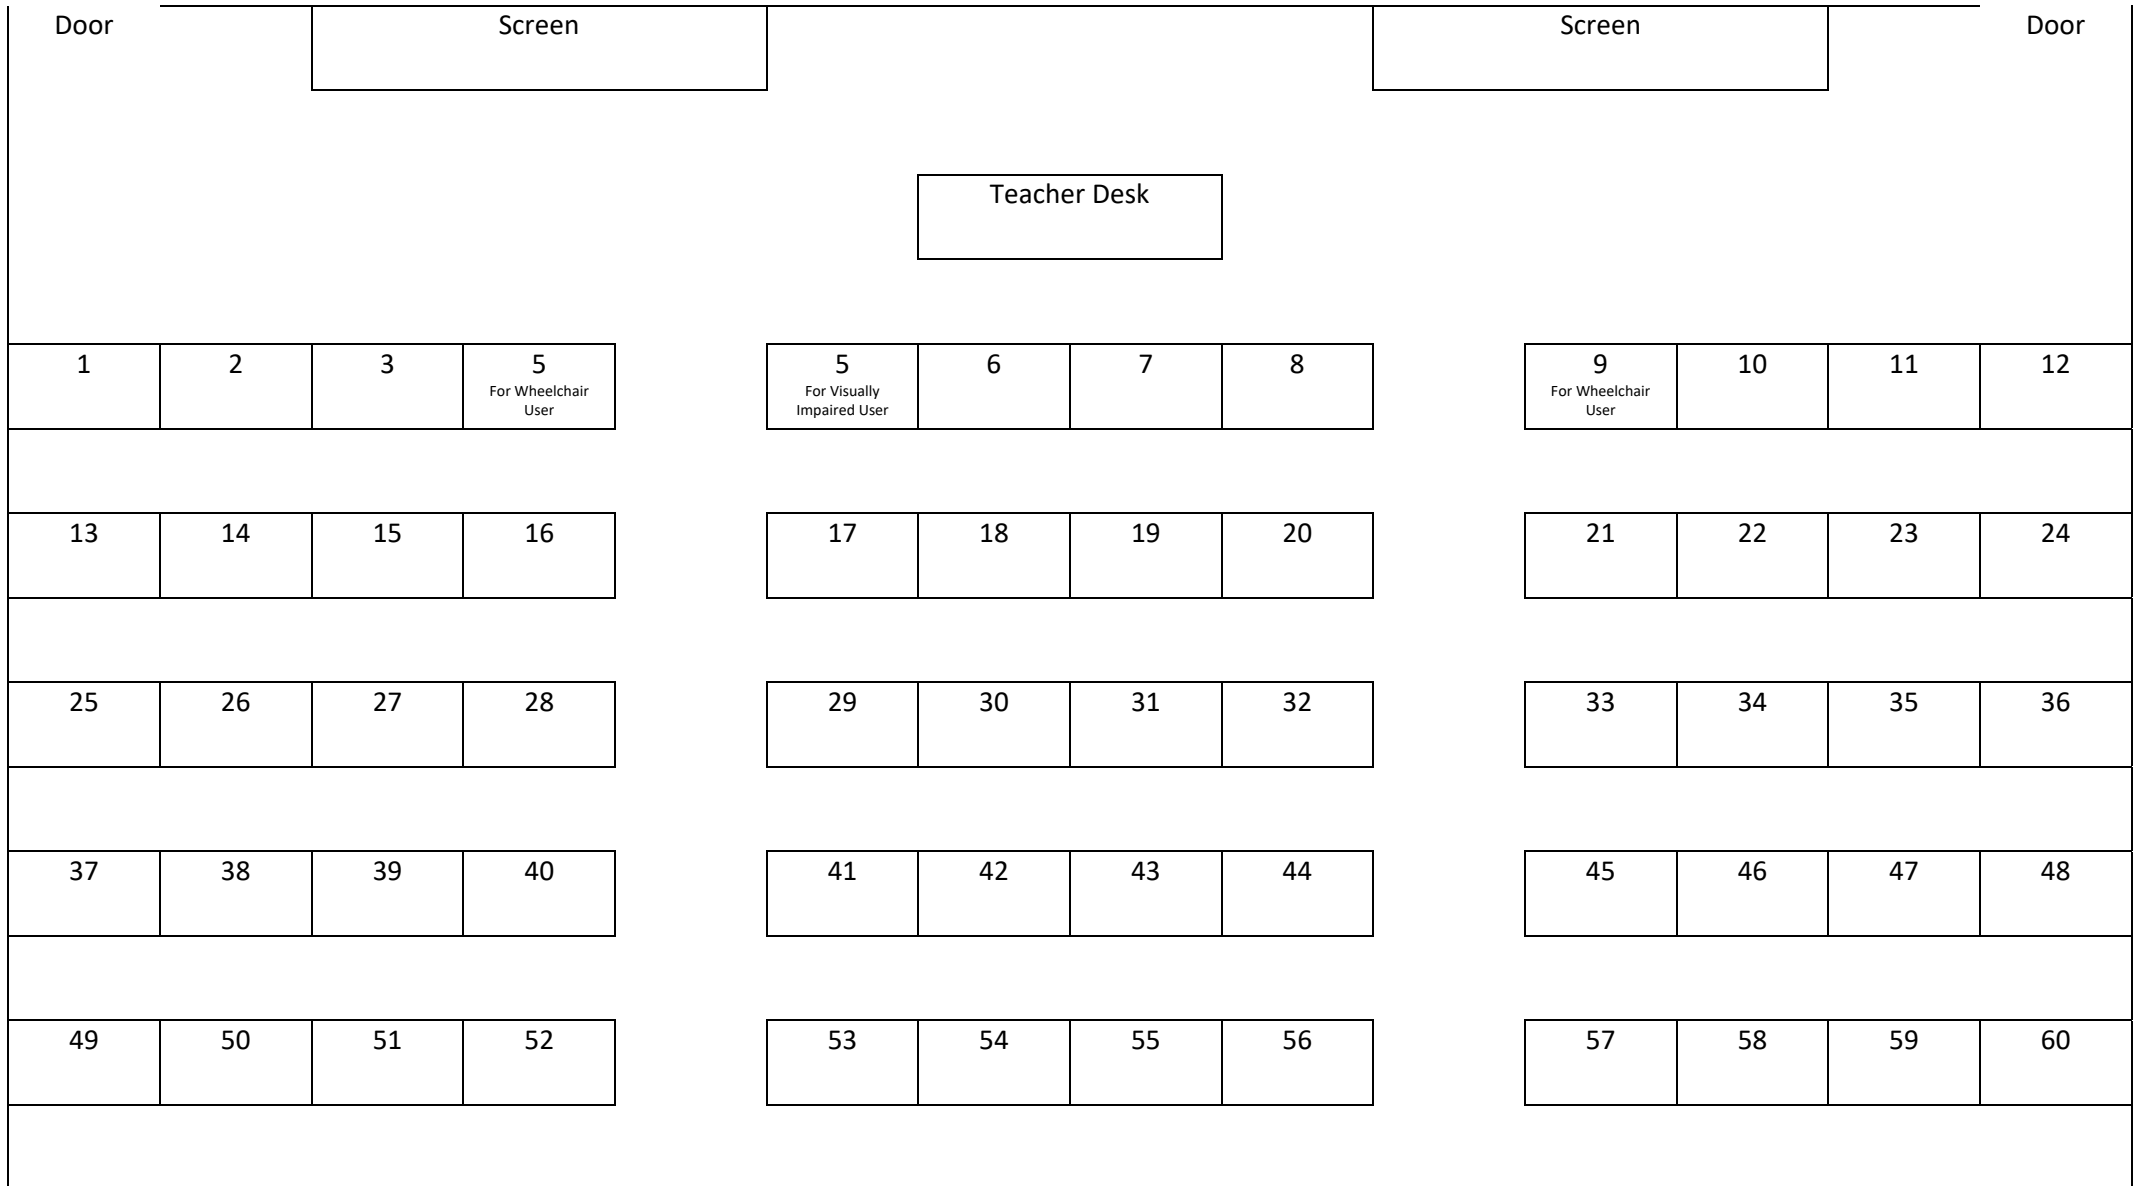 Door Screen Screen Door
Teacher Desk
1 2 3 5 5 6 7 8 9 10 11 12
For Wheelchair For Visually For Wheelchair
User Impaired User User
13 14 15 16 17 18 19 20 21 22 23 24
25 26 27 28 29 30 31 32 33 34 35 36
37 38 39 40 41 42 43 44 45 46 47 48
49 50 51 52 53 54 55 56 57 58 59 60